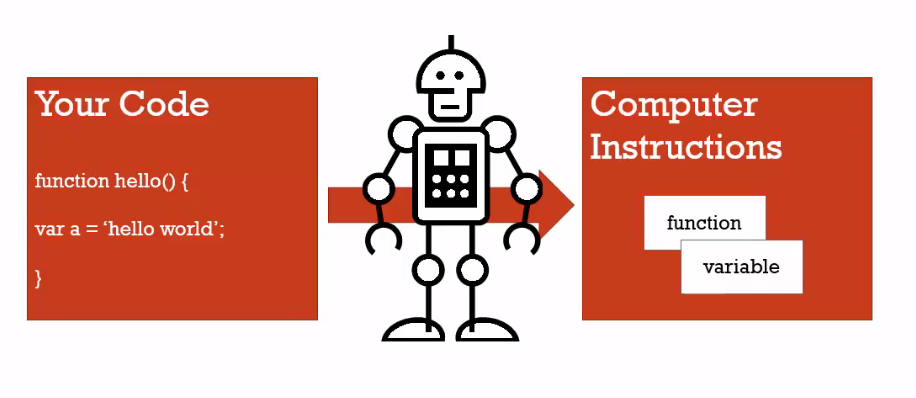 Your Code
function hello() {
var a = ‘hello world’;
}
Computer
Instructions
function
variable